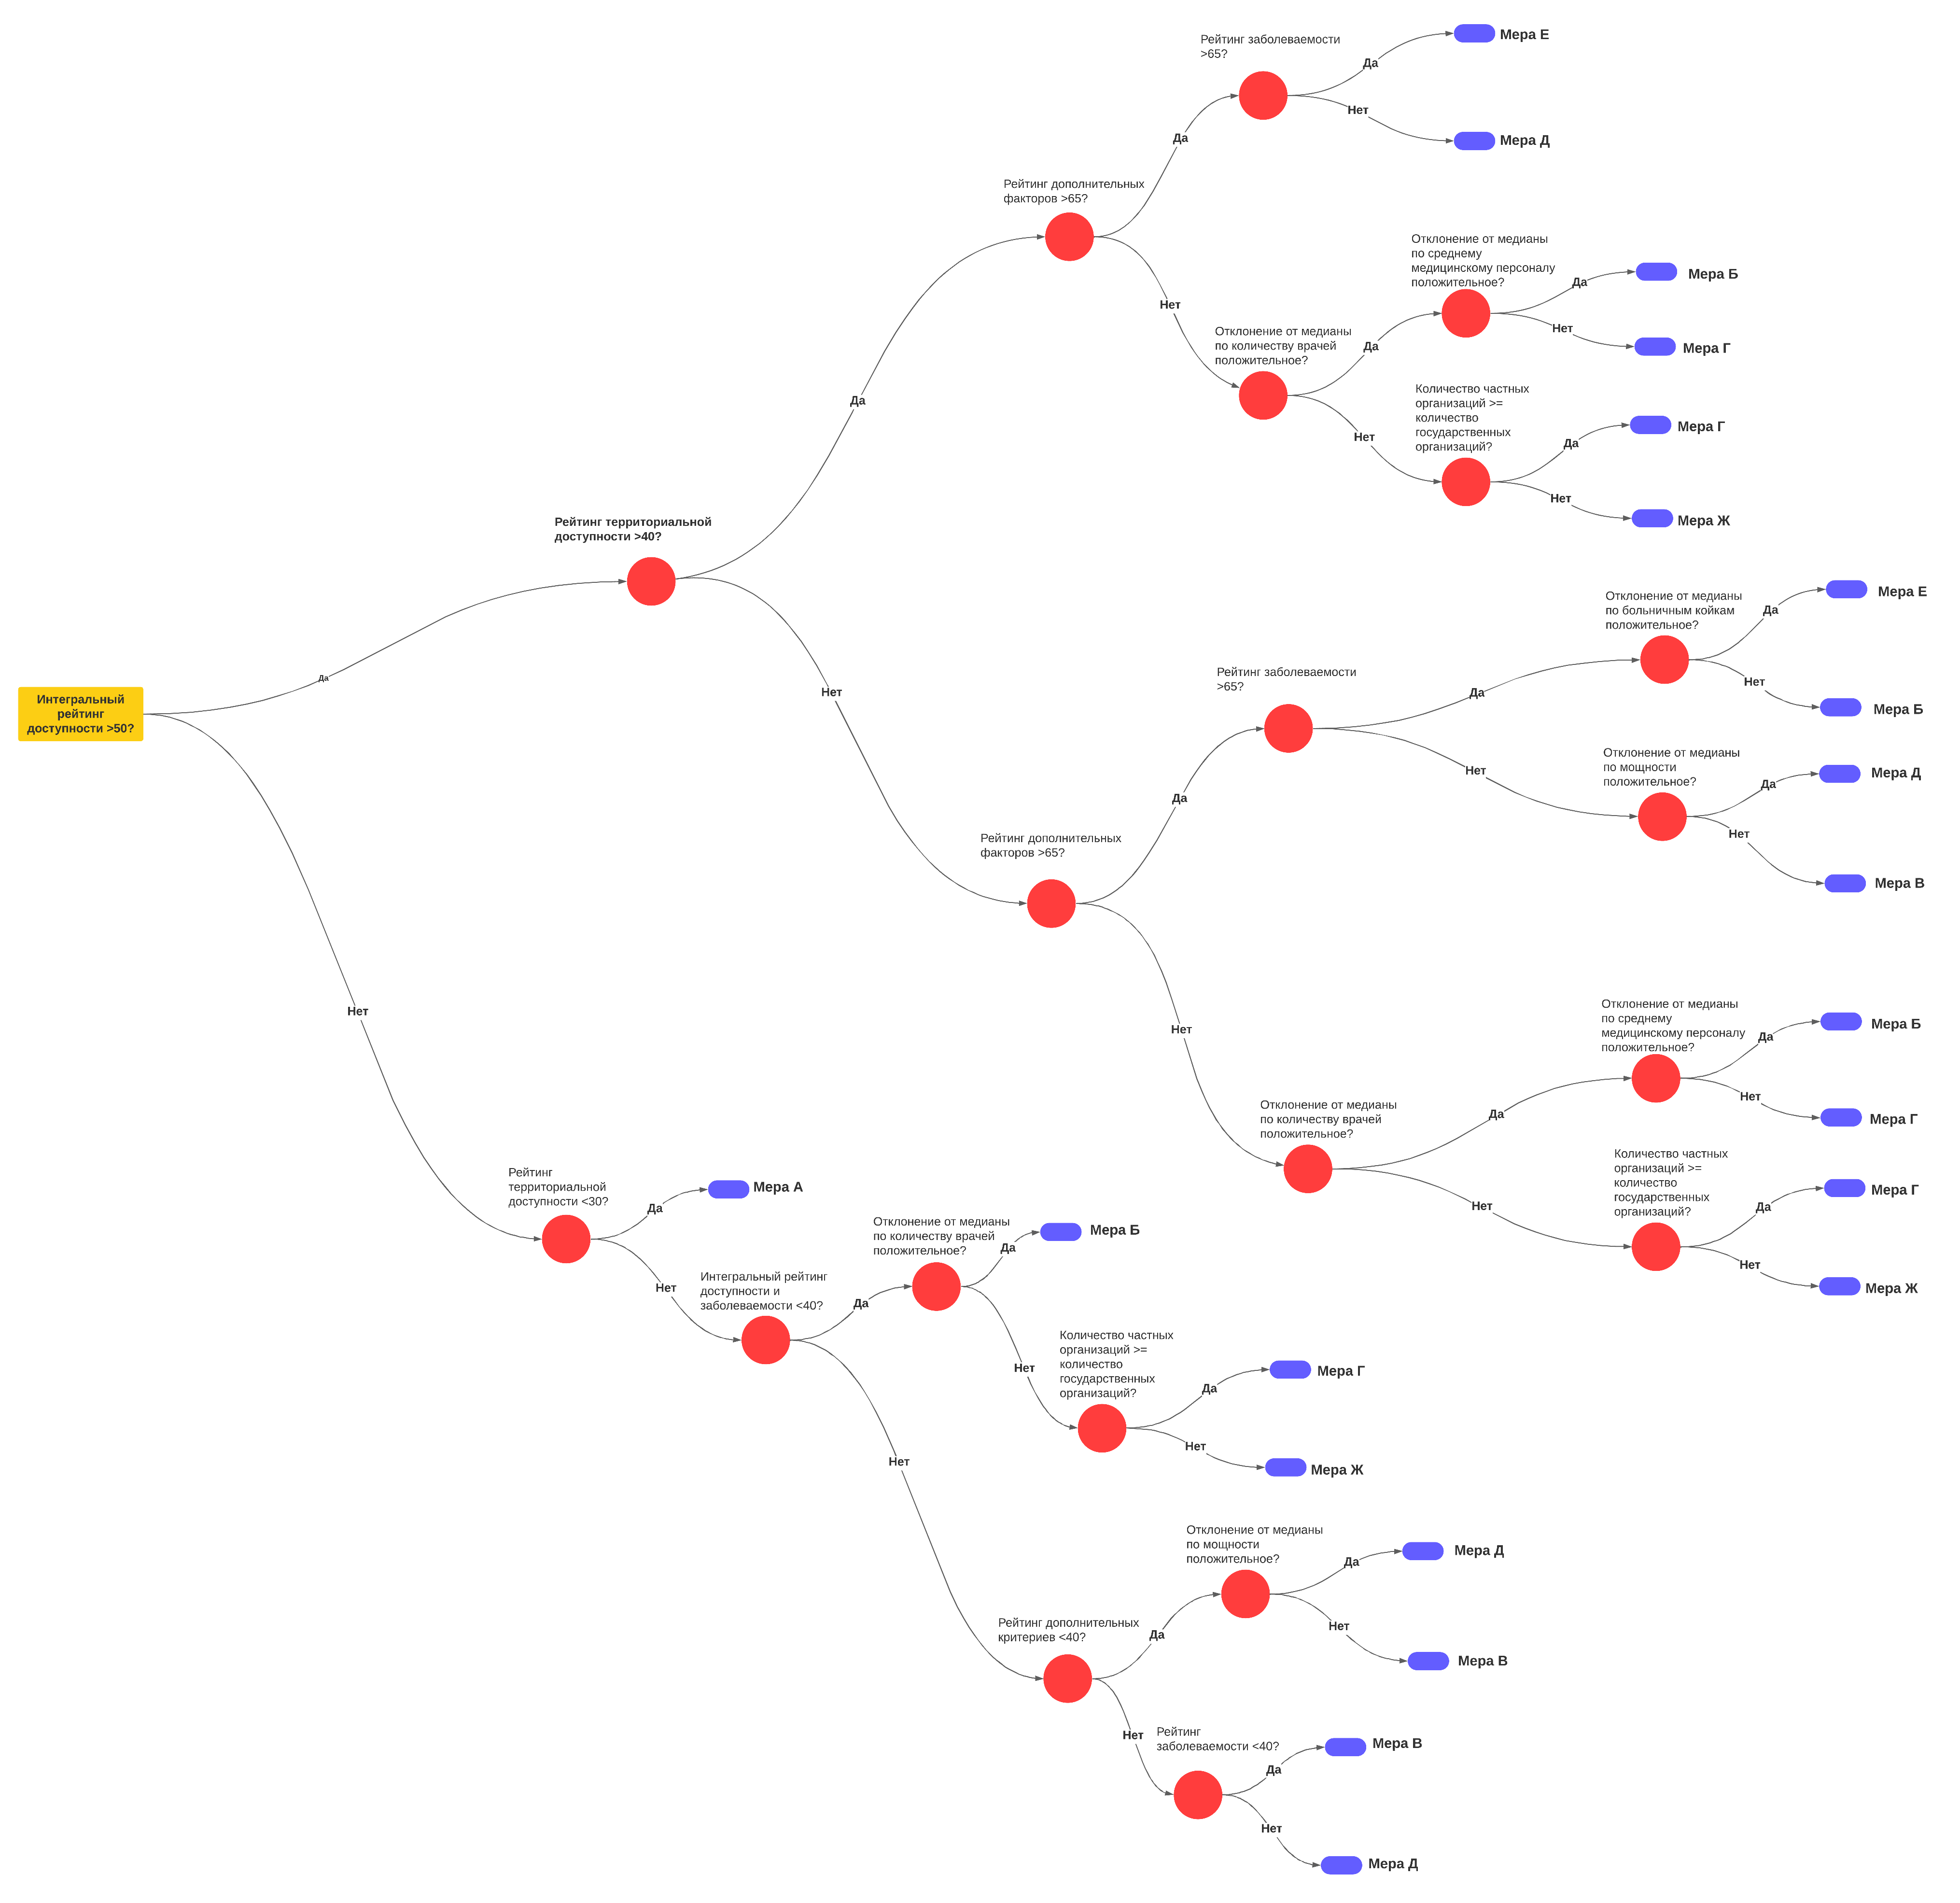 Рейтинг заболеваемости
>65?
Да
Мера Е
Нет
Мера Д
Да
Рейтинг дополнительных
факторов >65?
Нет
Отклонение от медианы
по среднему
медицинскому персоналу
положительное?
Да
Мера Б
Нет
Мера Г
Отклонение от медианы
по количеству врачей
положительное?
Да
Нет
Количество частных
организаций >=
количество
государственных
организаций?
Да
Мера Г
Нет
Мера Ж
Да
Рейтинг территориальной
доступности >40?
Нет
Да
Интегральный
рейтинг
доступности >50?
Нет
Отклонение от медианы
по больничным койкам
положительное?
Да
Мера Е
Нет
Мера Б
Рейтинг заболеваемости
>65?
Да
Нет
Отклонение от медианы
по мощности
положительное?
Да
Мера Д
Нет
Мера В
Рейтинг дополнительных
факторов >65?
Да
Нет
Отклонение от медианы
по среднему
медицинскому персоналу
положительное?
Да
Мера Б
Нет
Мера Г
Отклонение от медианы
по количеству врачей
положительное?
Да
Нет
Количество частных
организаций >=
количество
государственных
организаций?
Да
Мера Г
Нет
Мера Ж
Рейтинг
территориальной
доступности <30?
Да
Мера А
Нет
Интегральный рейтинг
доступности и
заболеваемости <40?
Да
Нет
Отклонение от медианы
по количеству врачей
положительное?
Да
Мера Б
Нет
Количество частных
организаций >=
количество
государственных
организаций?
Да
Мера Г
Нет
Мера Ж
Рейтинг дополнительных
критериев <40?
Да
Нет
Отклонение от медианы
по мощности
положительное?
Да
Мера Д
Нет
Мера В
Рейтинг
заболеваемости <40?
Да
Мера В
Нет
Мера Д